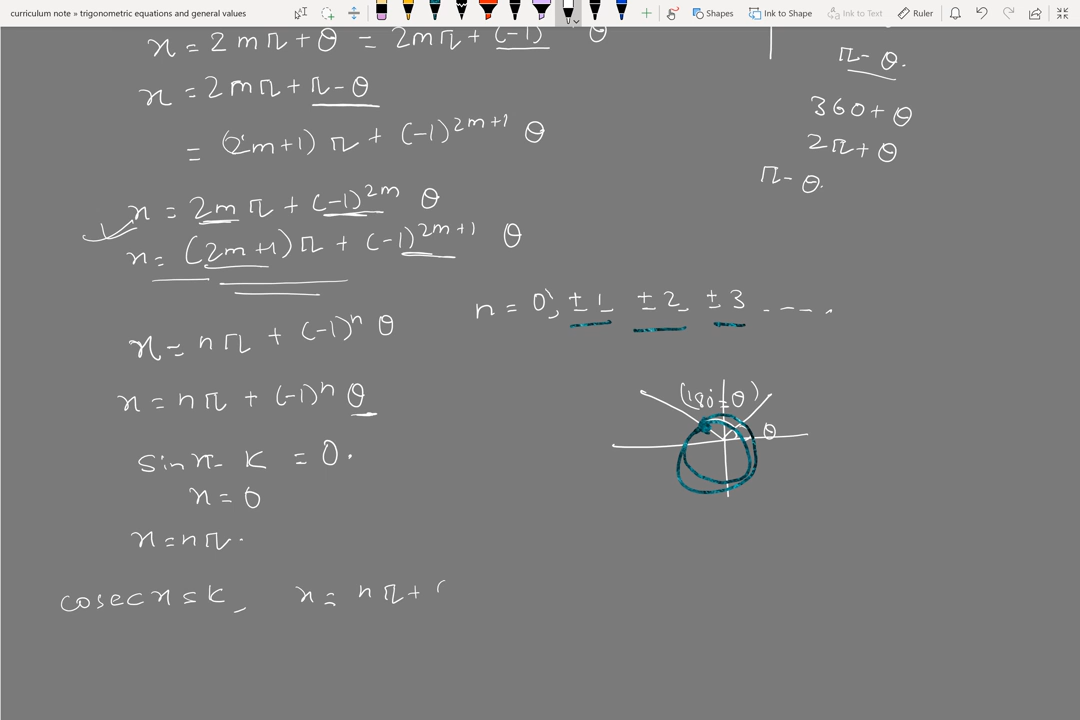 curriculum note » trigonometric equations and general values
Shapes
Ink to Shape
Ink to Text
Ruler
x = 2mπ + θ = 2mπ + (-1) θ
x = 2mπ + π - θ
= (2m+1) π + (-1)^2m+1 θ
x = 2m π + (-1)^2m θ
x = (2m+1)π + (-1)^2m+1 θ
x = nπ + (-1)^n θ
x = nπ + (-1)^n θ
sin x = K = 0.
x = 0
x = nπ.
cosec x = K, x = nπ + (
π - θ.
360 + θ
2π + θ
π - θ.
n = 0, ±1 ±2 ±3 ----.
(180 - θ)
θ